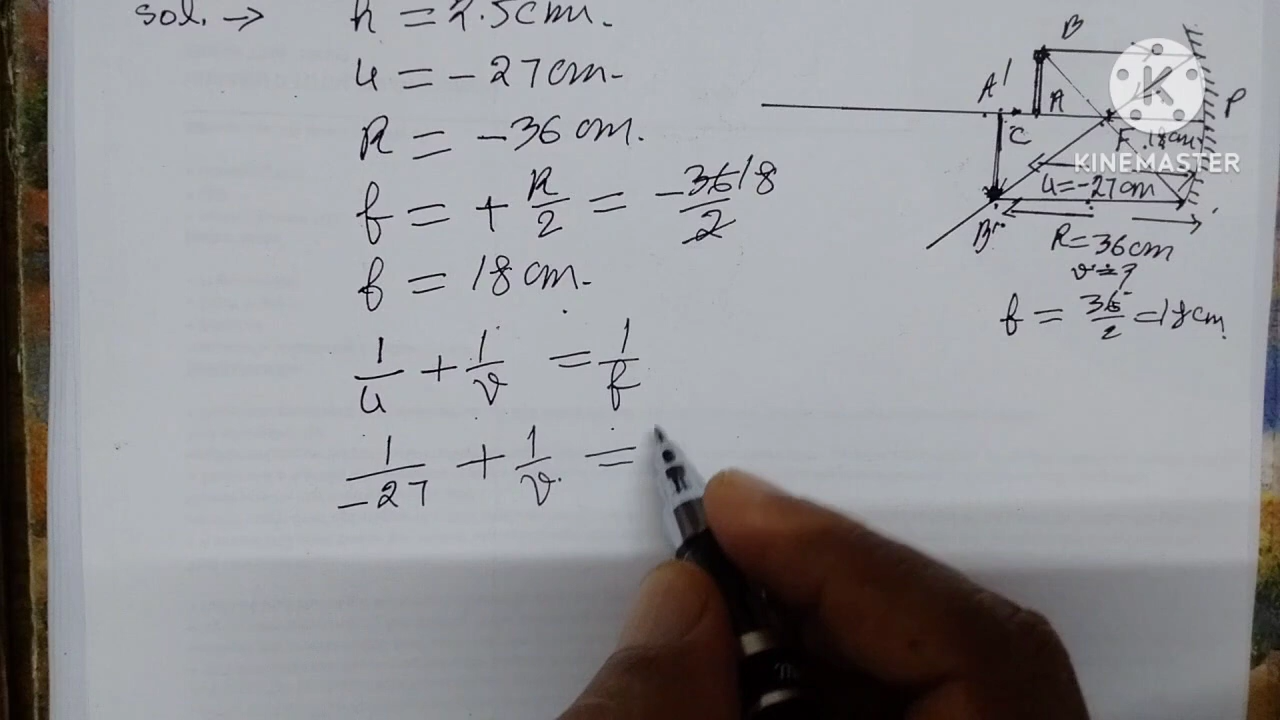 sol. → h = 2.5cm.
u = -27cm.
R = -36 cm.
f = + R/2 = -36/2 18
f = 18 cm.
1/u + 1/v = 1/f
1/-27 + 1/v. =
B
A' A P
C F 18cm
KINEMASTER
u=-27cm
B'
R=36cm
v=?
f = 36/2 =18cm.